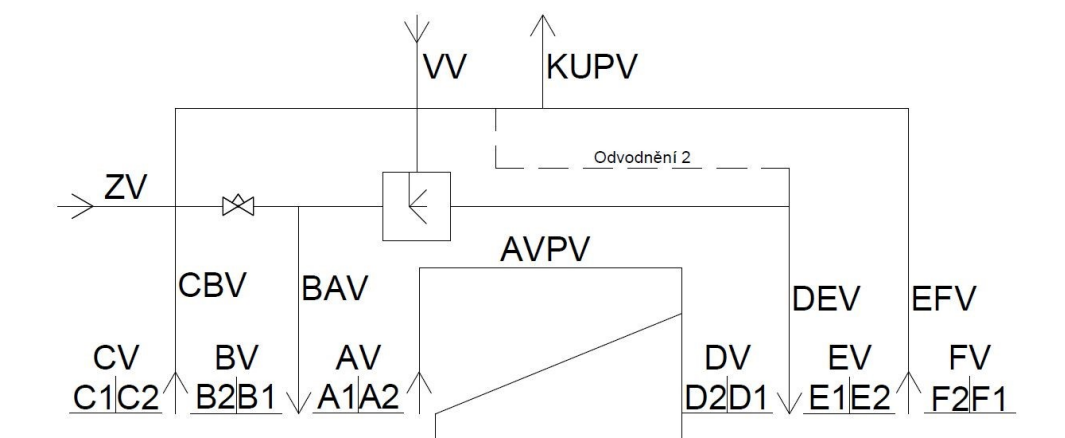 VV KUPV
Odvodnění 2
ZV
AVPV
CBV BAV DEV EFV
CV BV AV DV EV FV
C1 C2 B2 B1 A1 A2 D2 D1 E1 E2 F2 F1